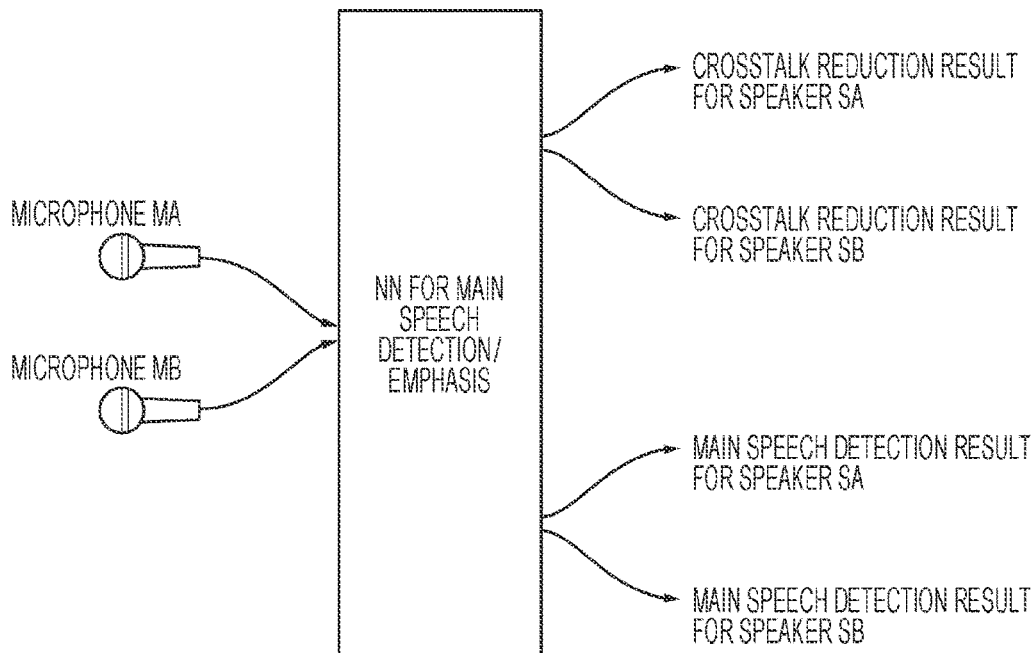 MICROPHONE MA
MICROPHONE MB
NN FOR MAIN
SPEECH
DETECTION/
EMPHASIS
CROSSTALK REDUCTION RESULT
FOR SPEAKER SA
CROSSTALK REDUCTION RESULT
FOR SPEAKER SB
MAIN SPEECH DETECTION RESULT
FOR SPEAKER SA
MAIN SPEECH DETECTION RESULT
FOR SPEAKER SB